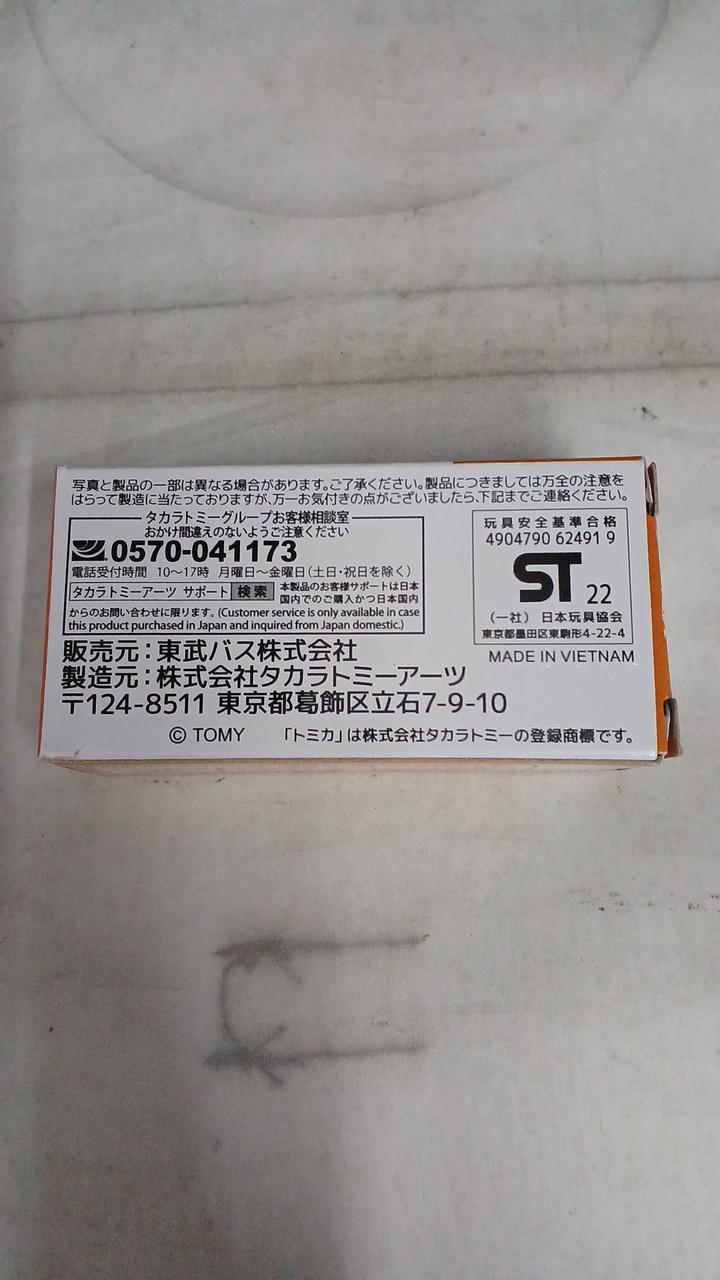 写真と製品の一部は異なる場合があります。ご了承ください。製品につきましては万全の注意を
はらって製造に当たっておりますが、万一お気付きの点がございましたら、下記までご連絡ください。
タカラトミーグループお客様相談室
おかけ間違えのないようご注意ください
0570-041173
電話受付時間 10〜17時 月曜日〜金曜日(土日・祝日を除く)
タカラトミーアーツ サポート 検索 本製品のお客様サポートは日本
国内でのご購入かつ日本国内
からのお問い合わせに限ります。(Customer service is only available in case
this product purchased in Japan and inquired from Japan domestic.)
玩具安全基準合格
4904790 62491 9
ST 22
(一社) 日本玩具協会
東京都墨田区東駒形4-22-4
MADE IN VIETNAM
販売元:東武バス株式会社
製造元:株式会社タカラトミーアーツ
〒124-8511 東京都葛飾区立石7-9-10
© TOMY 「トミカ」は株式会社タカラトミーの登録商標です。